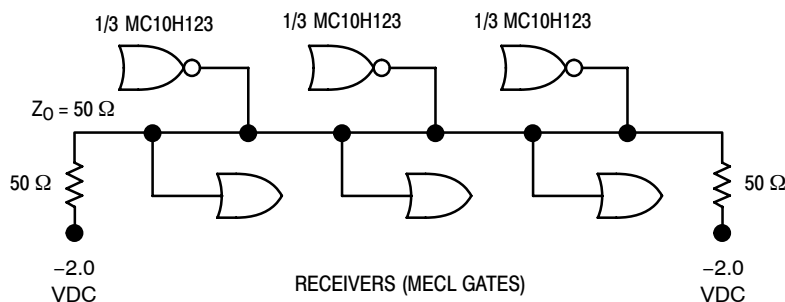 1/3 MC10H123 1/3 MC10H123 1/3 MC10H123
Z_O = 50 Ω
50 Ω 50 Ω
−2.0 −2.0
VDC RECEIVERS (MECL GATES) VDC